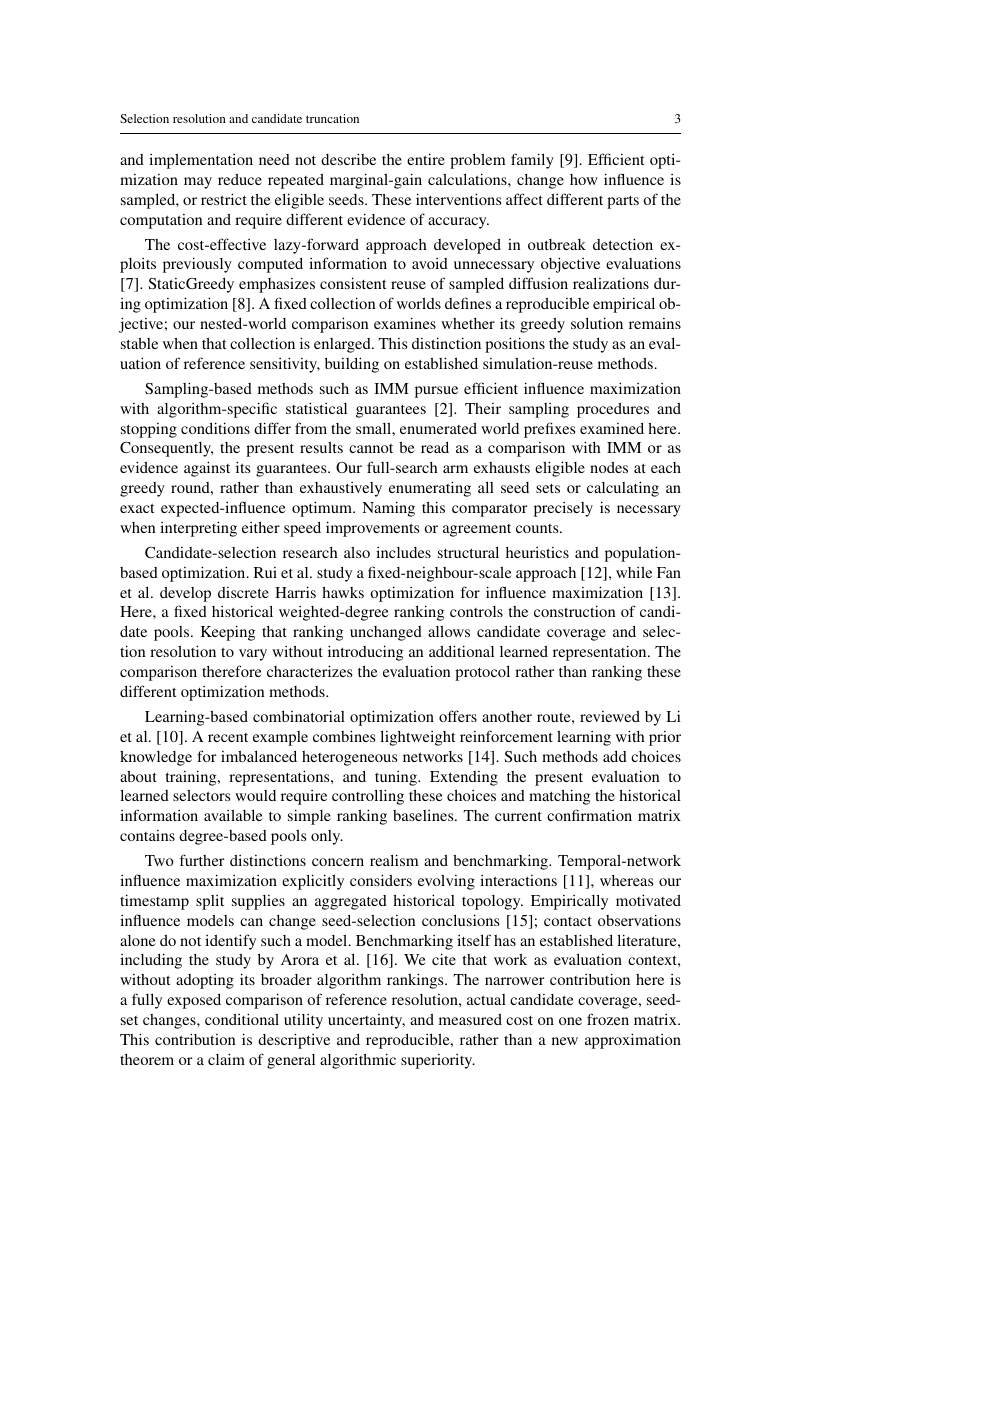 Selection resolution and candidate truncation 3
and implementation need not describe the entire problem family [9]. Efficient opti-
mization may reduce repeated marginal-gain calculations, change how influence is
sampled, or restrict the eligible seeds. These interventions affect different parts of the
computation and require different evidence of accuracy.
The cost-effective lazy-forward approach developed in outbreak detection ex-
ploits previously computed information to avoid unnecessary objective evaluations
[7]. StaticGreedy emphasizes consistent reuse of sampled diffusion realizations dur-
ing optimization [8]. A fixed collection of worlds defines a reproducible empirical ob-
jective; our nested-world comparison examines whether its greedy solution remains
stable when that collection is enlarged. This distinction positions the study as an eval-
uation of reference sensitivity, building on established simulation-reuse methods.
Sampling-based methods such as IMM pursue efficient influence maximization
with algorithm-specific statistical guarantees [2]. Their sampling procedures and
stopping conditions differ from the small, enumerated world prefixes examined here.
Consequently, the present results cannot be read as a comparison with IMM or as
evidence against its guarantees. Our full-search arm exhausts eligible nodes at each
greedy round, rather than exhaustively enumerating all seed sets or calculating an
exact expected-influence optimum. Naming this comparator precisely is necessary
when interpreting either speed improvements or agreement counts.
Candidate-selection research also includes structural heuristics and population-
based optimization. Rui et al. study a fixed-neighbour-scale approach [12], while Fan
et al. develop discrete Harris hawks optimization for influence maximization [13].
Here, a fixed historical weighted-degree ranking controls the construction of candi-
date pools. Keeping that ranking unchanged allows candidate coverage and selec-
tion resolution to vary without introducing an additional learned representation. The
comparison therefore characterizes the evaluation protocol rather than ranking these
different optimization methods.
Learning-based combinatorial optimization offers another route, reviewed by Li
et al. [10]. A recent example combines lightweight reinforcement learning with prior
knowledge for imbalanced heterogeneous networks [14]. Such methods add choices
about training, representations, and tuning. Extending the present evaluation to
learned selectors would require controlling these choices and matching the historical
information available to simple ranking baselines. The current confirmation matrix
contains degree-based pools only.
Two further distinctions concern realism and benchmarking. Temporal-network
influence maximization explicitly considers evolving interactions [11], whereas our
timestamp split supplies an aggregated historical topology. Empirically motivated
influence models can change seed-selection conclusions [15]; contact observations
alone do not identify such a model. Benchmarking itself has an established literature,
including the study by Arora et al. [16]. We cite that work as evaluation context,
without adopting its broader algorithm rankings. The narrower contribution here is
a fully exposed comparison of reference resolution, actual candidate coverage, seed-
set changes, conditional utility uncertainty, and measured cost on one frozen matrix.
This contribution is descriptive and reproducible, rather than a new approximation
theorem or a claim of general algorithmic superiority.